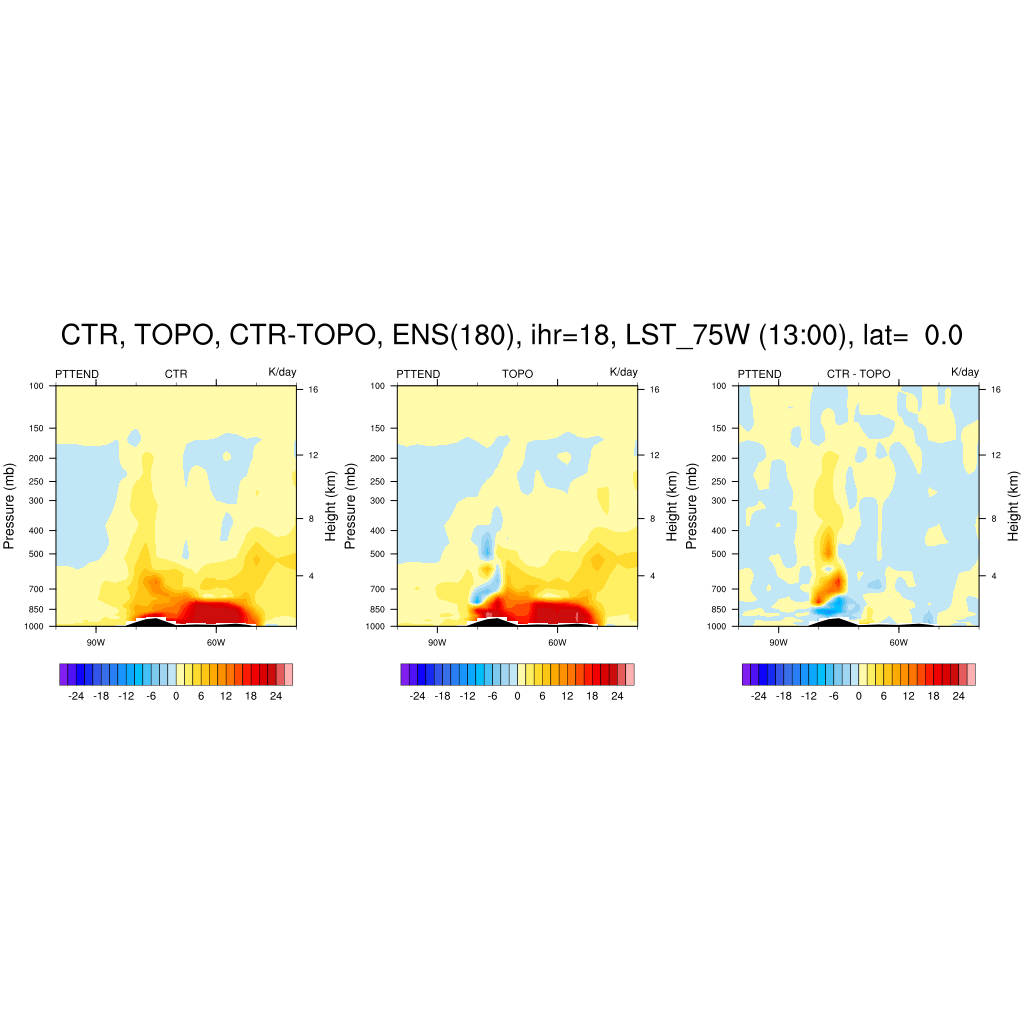 CTR, TOPO, CTR-TOPO, ENS(180), ihr=18, LST_75W (13:00), lat=  0.0
PTTEND CTR K/day
100
150
200
250
300
400
500
700
850
1000
Pressure (mb)
16
12
8
4
Height (km)
90W 60W
-24 -18 -12 -6 0 6 12 18 24
PTTEND TOPO K/day
100
150
200
250
300
400
500
700
850
1000
Pressure (mb)
16
12
8
4
Height (km)
90W 60W
-24 -18 -12 -6 0 6 12 18 24
PTTEND CTR - TOPO K/day
100
150
200
250
300
400
500
700
850
1000
Pressure (mb)
16
12
8
4
Height (km)
90W 60W
-24 -18 -12 -6 0 6 12 18 24